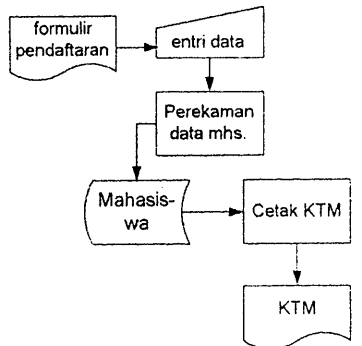 formulir
pendaftaran
entri data
Perekaman
data mhs.
Mahasis-
wa
Cetak KTM
KTM